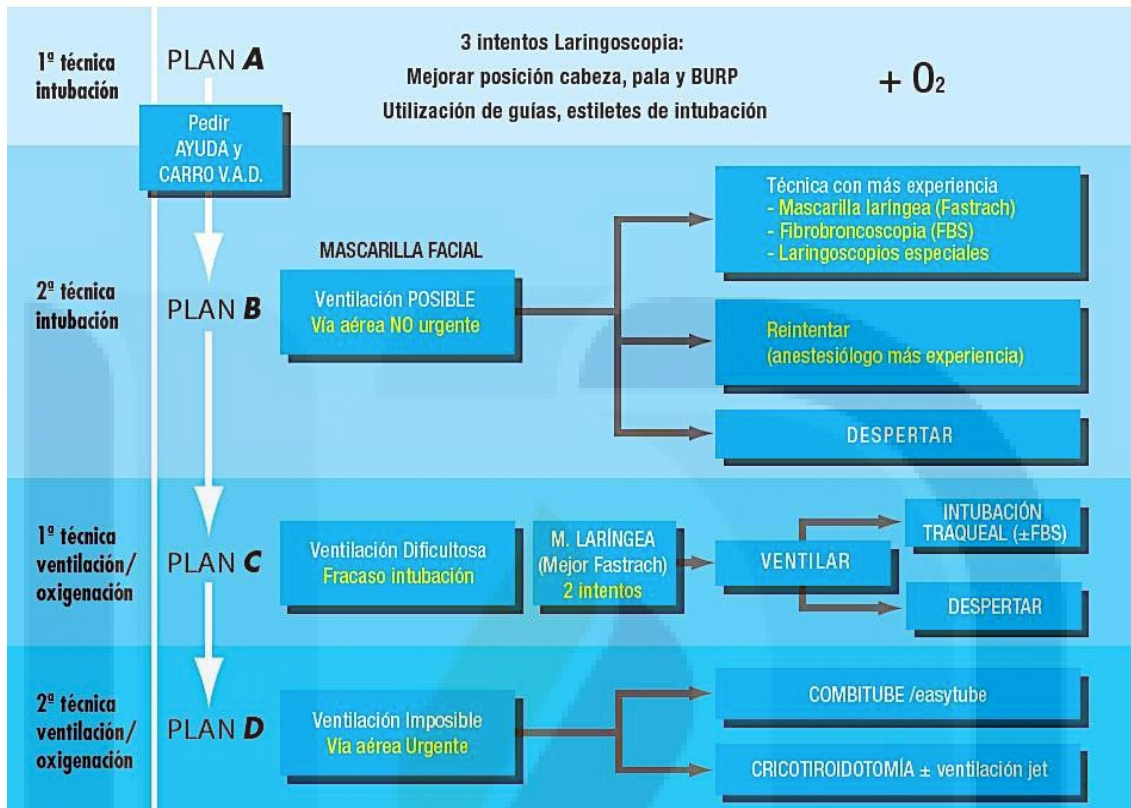 1ª técnica
intubación
PLAN A
3 intentos Laringoscopia:
Mejorar posición cabeza, pala y BURP
Utilización de guías, estiletes de intubación
+ O₂
Pedir
AYUDA y
CARRO V.A.D.
2ª técnica
intubación
PLAN B
MASCARILLA FACIAL
Ventilación POSIBLE
Vía aérea NO urgente
Técnica con más experiencia
- Mascarilla laríngea (Fastrach)
- Fibrobroncoscopia (FBS)
- Laringoscopios especiales
Reintentar
(anestesiólogo más experiencia)
DESPERTAR
1ª técnica
ventilación/
oxigenación
PLAN C
Ventilación Dificultosa
Fracaso intubación
M. LARÍNGEA
(Mejor Fastrach)
2 intentos
VENTILAR
INTUBACIÓN
TRAQUEAL (±FBS)
DESPERTAR
2ª técnica
ventilación/
oxigenación
PLAN D
Ventilación Imposible
Vía aérea Urgente
COMBITUBE /easytube
CRICOTIROIDOTOMÍA ± ventilación jet